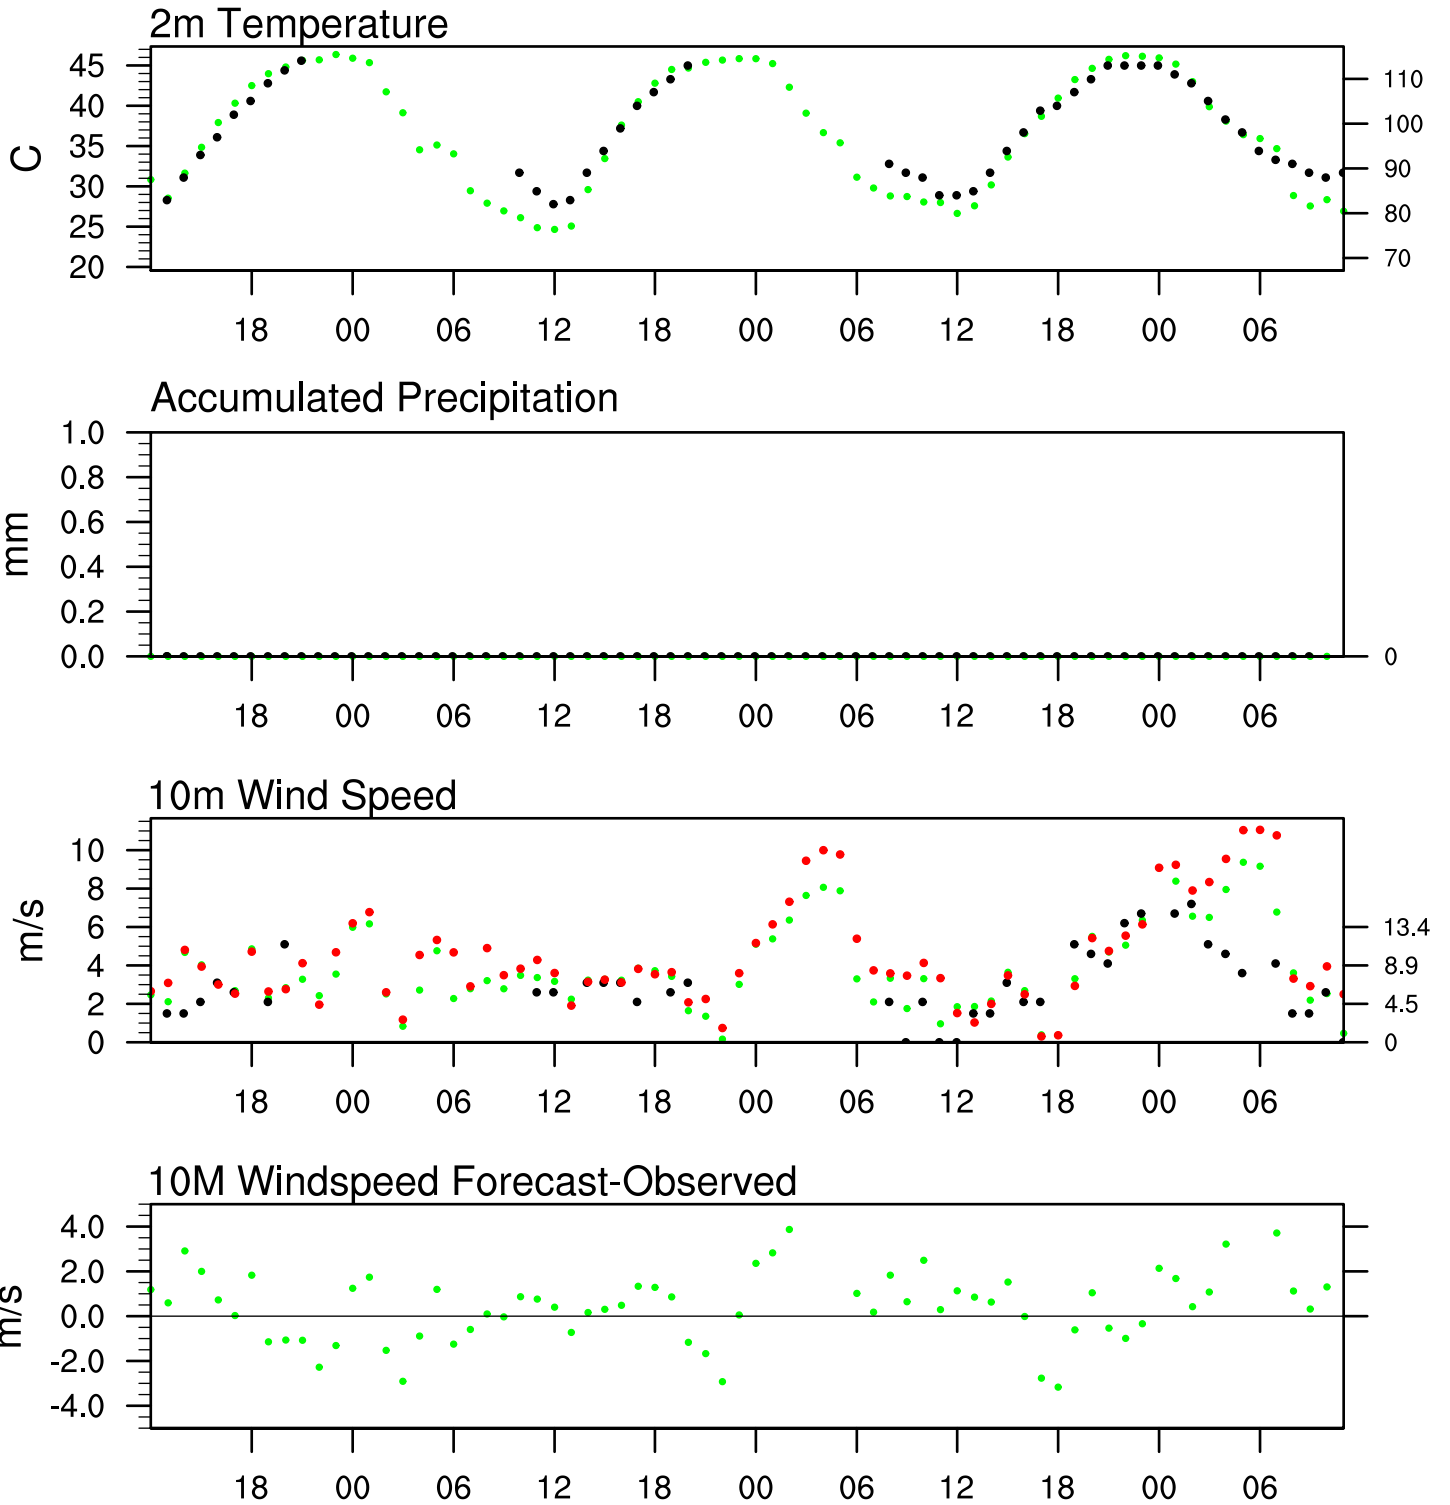 2m Temperature
C
45
40
35
30
25
20
110
100
90
80
70
18 00 06 12 18 00 06 12 18 00 06
Accumulated Precipitation
mm
1.0
0.8
0.6
0.4
0.2
0.0
0
18 00 06 12 18 00 06 12 18 00 06
10m Wind Speed
m/s
10
8
6
4
2
0
13.4
8.9
4.5
0
18 00 06 12 18 00 06 12 18 00 06
10M Windspeed Forecast-Observed
m/s
4.0
2.0
0.0
-2.0
-4.0
18 00 06 12 18 00 06 12 18 00 06